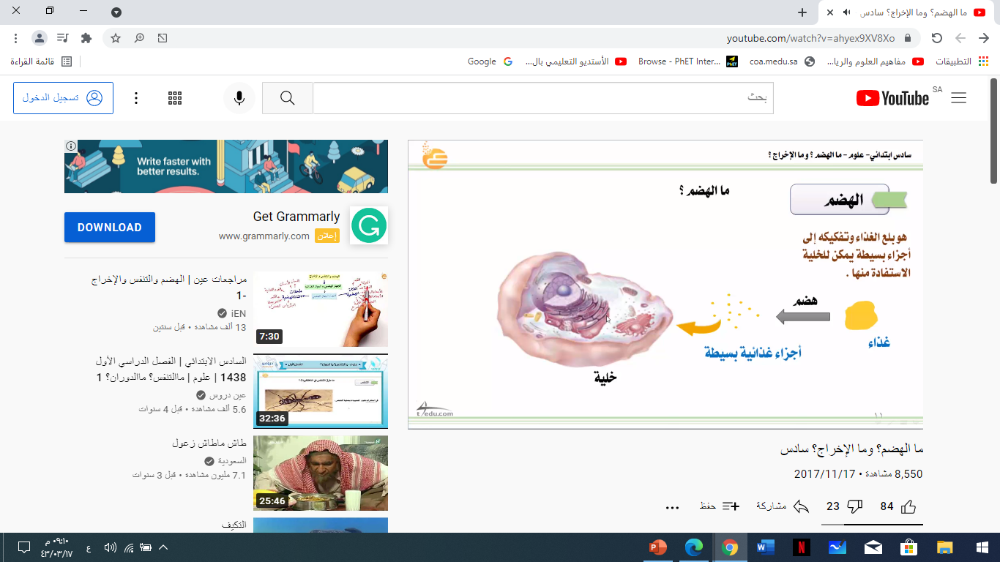 ما الهضم؟ وما الإخراج؟ سادس
youtube.com/watch?v=ahyex9XV8Xo
التطبيقات
مفاهيم العلوم والريا...
coa.medu.sa
Browse - PhET Inter...
الأستديو التعليمي بال...
Google
قائمة القراءة
YouTube SA
بحث
تسجيل الدخول
سادس ابتدائي- علوم - ما الهضم ؟ وما الإخراج ؟
الهضم
ما الهضم ؟
هو بلع الغذاء وتفكيكه إلى
أجزاء بسيطة يمكن للخلية
الاستفادة منها .
هضم
غذاء
أجزاء غذائية بسيطة
خلية
t4edu.com
١١
ما الهضم؟ وما الإخراج؟ سادس
8,550 مشاهدة • 2017/11/17
84
23
مشاركة
حفظ
Write faster with
better results.
Get Grammarly
إعلان www.grammarly.com
DOWNLOAD
مراجعات عين | الهضم والتنفس والإخراج
-1
iEN
13 ألف مشاهدة • قبل سنتين
7:30
السادس الابتدائي | الفصل الدراسي الأول
1438 | علوم | ماالتنفس؟ ماالدوران؟ 1
عين دروس
5.6 ألف مشاهدة • قبل 4 سنوات
32:36
طاش ماطاش زعول
السعودية
7.1 مليون مشاهدة • قبل 3 سنوات
25:46
التكيف
ع
٠٩:١٠ م
٤٣/٠٣/١٧